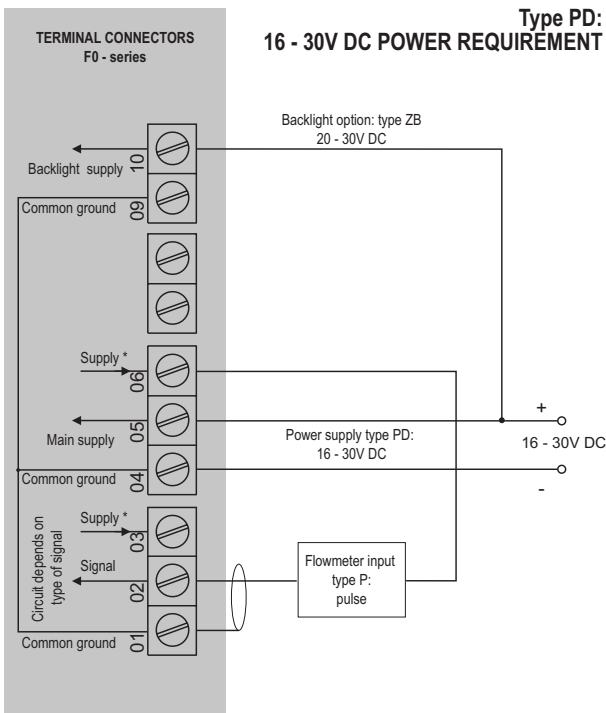 Type PD:
16 - 30V DC POWER REQUIREMENT
TERMINAL CONNECTORS
F0 - series
Backlight option: type ZB
20 - 30V DC
10
Backlight supply
09
Common ground
Supply *
06
05
Main supply
+
16 - 30V DC
-
Power supply type PD:
16 - 30V DC
04
Common ground
Supply *
03
Circuit depends on
type of signal
Signal
02
Flowmeter input
type P:
pulse
01
Common ground